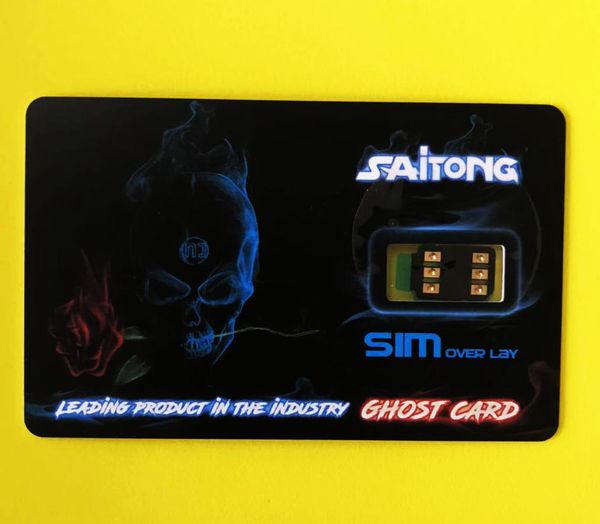 SAiTONG
SIM OVER LAY
LEADING PRODUCT IN THE INDUSTRY
GHOST CARD